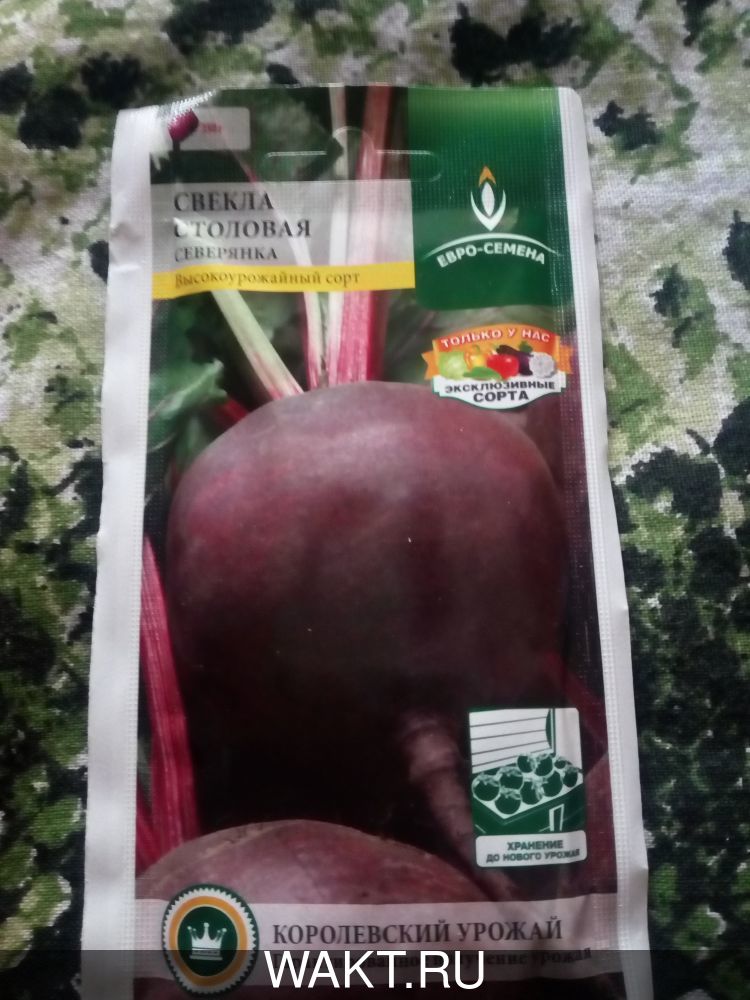 СВЕКЛА
СТОЛОВАЯ
СЕВЕРЯНКА
Высокоурожайный сорт
ЕВРО-СЕМЕНА
ТОЛЬКО У НАС
ЭКСКЛЮЗИВНЫЕ
СОРТА
ХРАНЕНИЕ
ДО НОВОГО УРОЖАЯ
КОРОЛЕВСКИЙ УРОЖАЙ
урожая
WAKT.RU